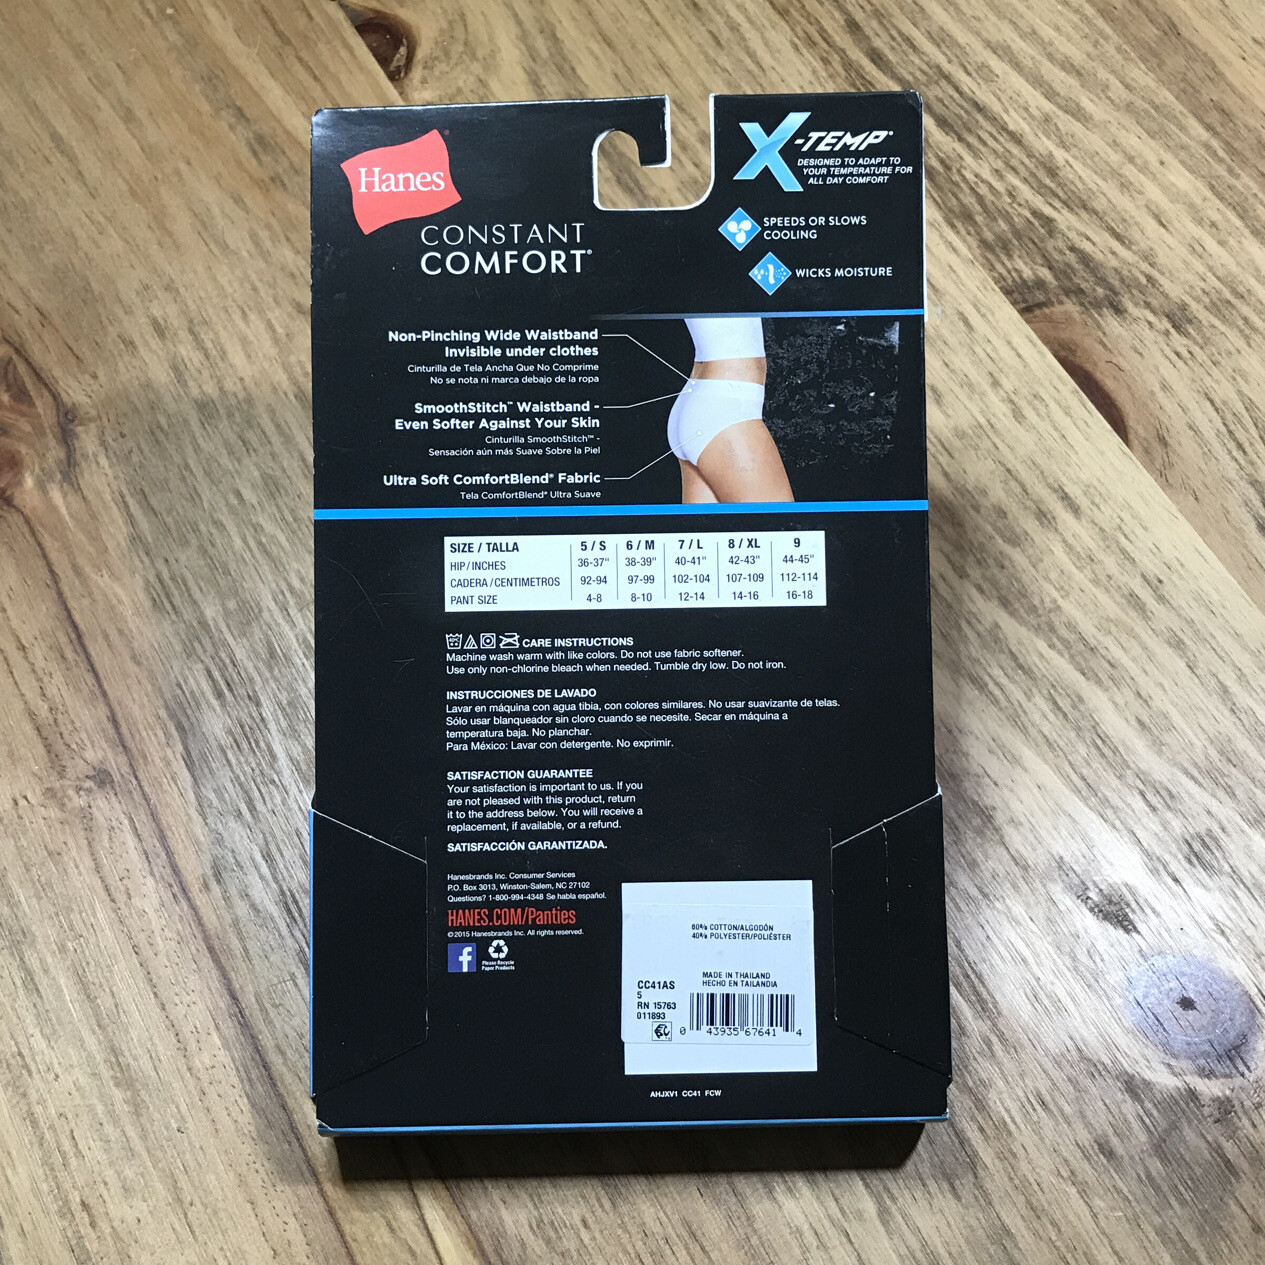 Hanes
CONSTANT
COMFORT®
X-TEMP®
DESIGNED TO ADAPT TO
YOUR TEMPERATURE FOR
ALL DAY COMFORT
SPEEDS OR SLOWS
COOLING
WICKS MOISTURE
Non-Pinching Wide Waistband
Invisible under clothes
Cinturilla de Tela Ancha Que No Comprime
No se nota ni marca debajo de la ropa
SmoothStitch™ Waistband -
Even Softer Against Your Skin
Cinturilla SmoothStitch™ -
Sensación aún más Suave Sobre la Piel
Ultra Soft ComfortBlend® Fabric
Tela ComfortBlend® Ultra Suave
SIZE / TALLA 5 / S 6 / M 7 / L 8 / XL 9
HIP / INCHES 36-37" 38-39" 40-41" 42-43" 44-45"
CADERA / CENTIMETROS 92-94 97-99 102-104 107-109 112-114
PANT SIZE 4-8 8-10 12-14 14-16 16-18
CARE INSTRUCTIONS
Machine wash warm with like colors. Do not use fabric softener.
Use only non-chlorine bleach when needed. Tumble dry low. Do not iron.
INSTRUCCIONES DE LAVADO
Lavar en máquina con agua tibia, con colores similares. No usar suavizante de telas.
Sólo usar blanqueador sin cloro cuando se necesite. Secar en máquina a
temperatura baja. No planchar.
Para México: Lavar con detergente. No exprimir.
SATISFACTION GUARANTEE
Your satisfaction is important to us. If you
are not pleased with this product, return
it to the address below. You will receive a
replacement, if available, or a refund.
SATISFACCIÓN GARANTIZADA.
Hanesbrands Inc. Consumer Services
P.O. Box 3013, Winston-Salem, NC 27102
Questions? 1-800-994-4348 Se habla español.
HANES.COM/Panties
©2015 Hanesbrands Inc. All rights reserved.
f
Please Recycle
Paper Products
60% COTTON/ALGODÓN
40% POLYESTER/POLIÉSTER
MADE IN THAILAND
HECHO EN TAILANDIA
CC41AS
5
RN 15763
011893
0 43935 67641 4
AHJXV1 CC41 FCW